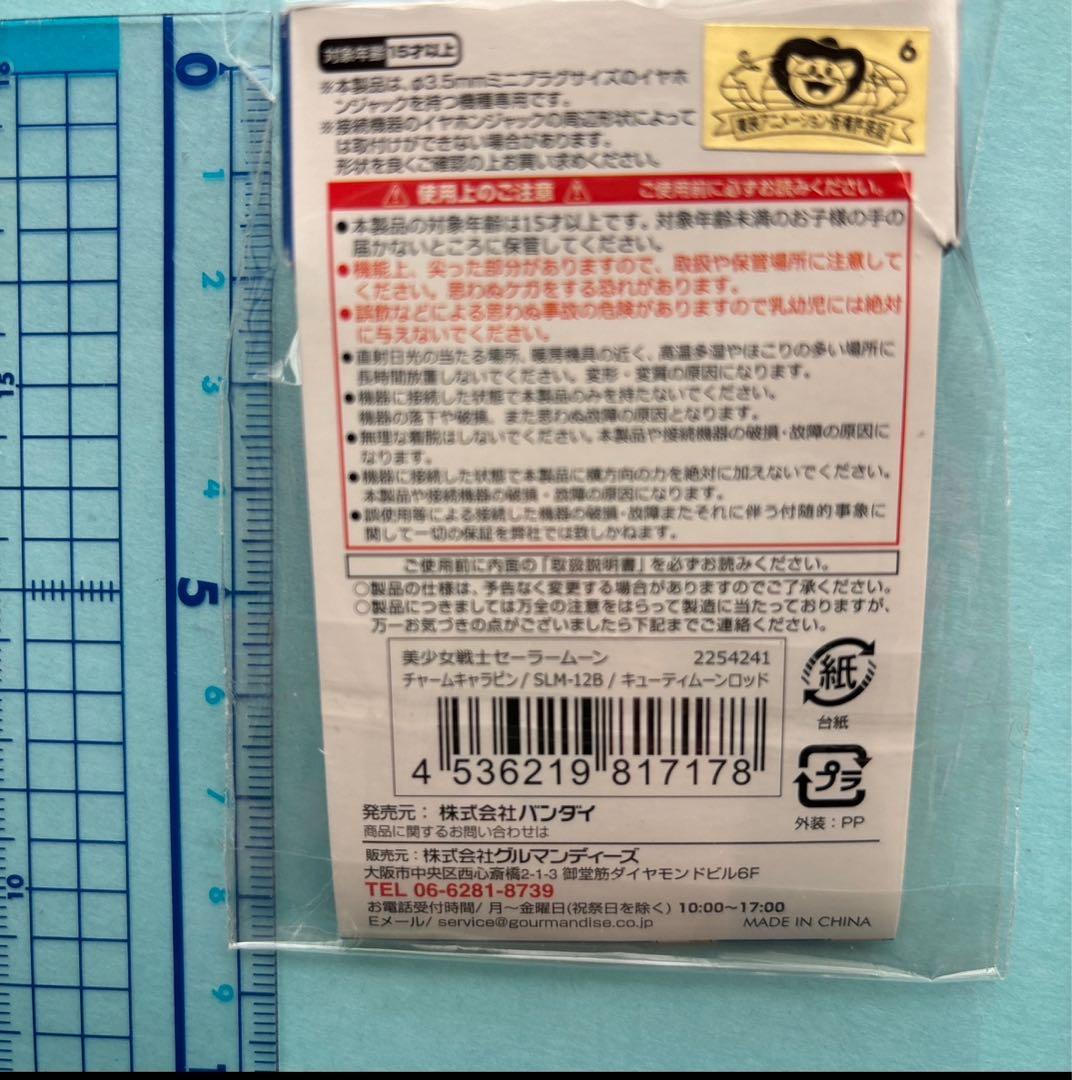 対象年齢 15才以上
※本製品は、φ3.5mmミニプラグサイズのイヤホ
ンジャックを持つ機種専用です。
※接続機器のイヤホンジャックの周辺形状によって
は取付けができない場合があります。
形状を良くご確認の上お買い求めください。
6
東映アニメーション版権許諾証
使用上のご注意 ご使用前に必ずお読みください。
●本製品の対象年齢は15才以上です。対象年齢未満のお子様の手の
届かないところに保管してください。
●機能上、尖った部分がありますので、取扱や保管場所に注意して
ください。思わぬケガをする恐れがあります。
●誤飲などによる思わぬ事故の危険がありますので乳幼児には絶対
に与えないでください。
●直射日光の当たる場所、暖房機具の近く、高温多湿やほこりの多い場所に
長時間放置しないでください。変形・変質の原因になります。
●機器に接続した状態で本製品のみを持たないでください。
機器の落下や破損、また思わぬ故障の原因となります。
●無理な着脱はしないでください。本製品や接続機器の破損・故障の原因に
なります。
●機器に接続した状態で本製品に横方向の力を絶対に加えないでください。
本製品や接続機器の破損・故障の原因になります。
●誤使用等による接続した機器の破損・故障またそれに伴う付随的事象に
関して一切の保証を弊社では致しかねます。
ご使用前に内面の「取扱説明書」を必ずお読みください。
○製品の仕様は、予告なく変更する場合がありますのでご了承ください。
○製品につきましては万全の注意をはらって製造に当たっておりますが、
万一お気づきの点がございましたら下記までご連絡ください。
美少女戦士セーラームーン 2254241
チャームキャラピン/ SLM-12B / キューティムーンロッド
4 536219 817178
紙
台紙
プラ
外装：PP
発売元： 株式会社バンダイ
商品に関するお問い合わせは
販売元：株式会社グルマンディーズ
大阪市中央区西心斎橋2-1-3 御堂筋ダイヤモンドビル6F
TEL 06-6281-8739
お電話受付時間/ 月〜金曜日(祝祭日を除く) 10:00〜17:00
Eメール/ service@gourmandise.co.jp MADE IN CHINA
0
1
2
3
4
5
6
7
8
9
15
10